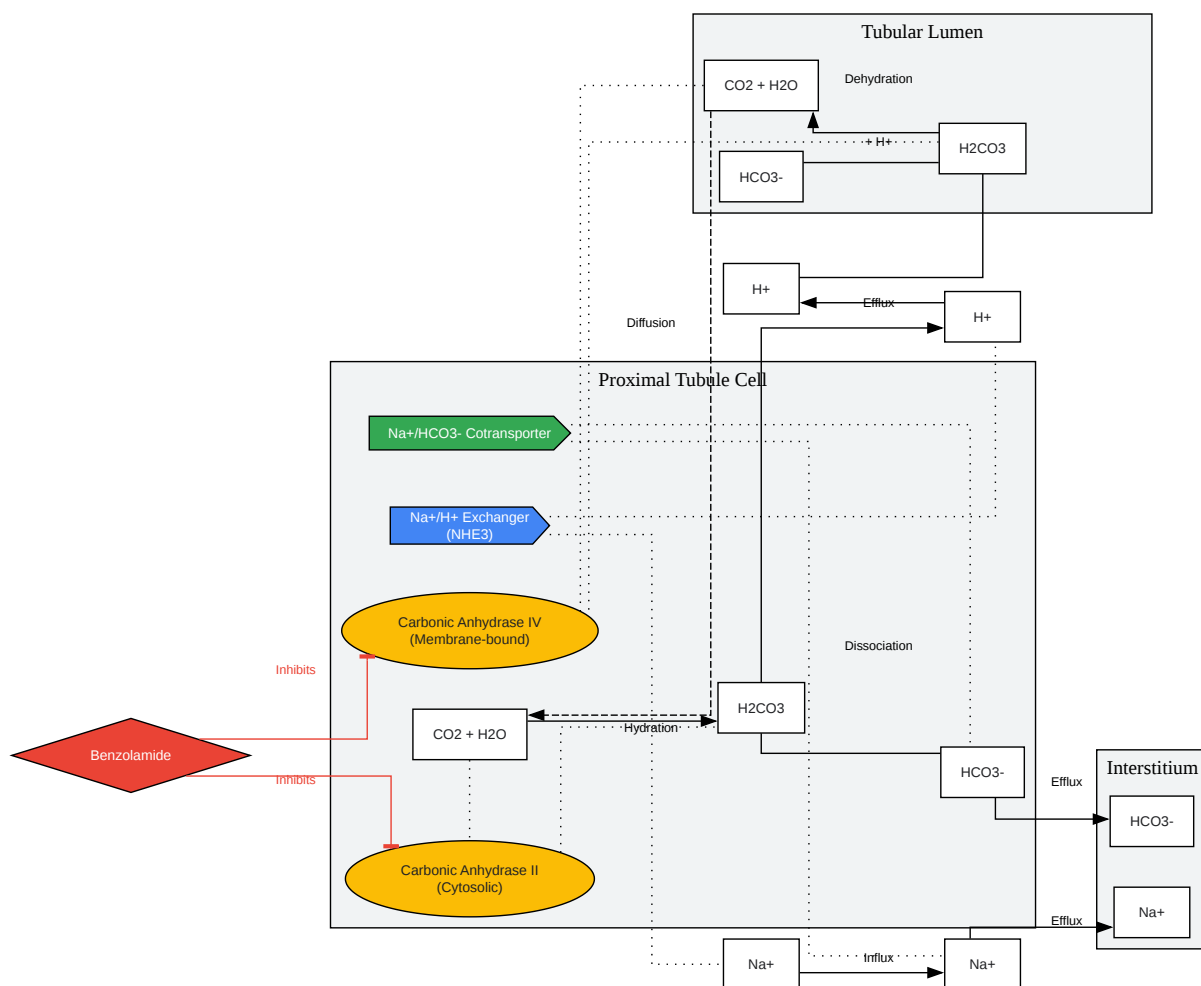 Tubular Lumen
CO2 + H2O
Dehydration
+ H+
H2CO3
HCO3-
H+
Efflux
H+
Diffusion
Proximal Tubule Cell
Na+/HCO3- Cotransporter
Na+/H+ Exchanger
(NHE3)
Carbonic Anhydrase IV
(Membrane-bound)
Inhibits
Dissociation
H2CO3
Hydration
CO2 + H2O
Benzolamide
Inhibits
HCO3-
Efflux
Interstitium
HCO3-
Carbonic Anhydrase II
(Cytosolic)
Na+
Efflux
Na+
Influx
Na+